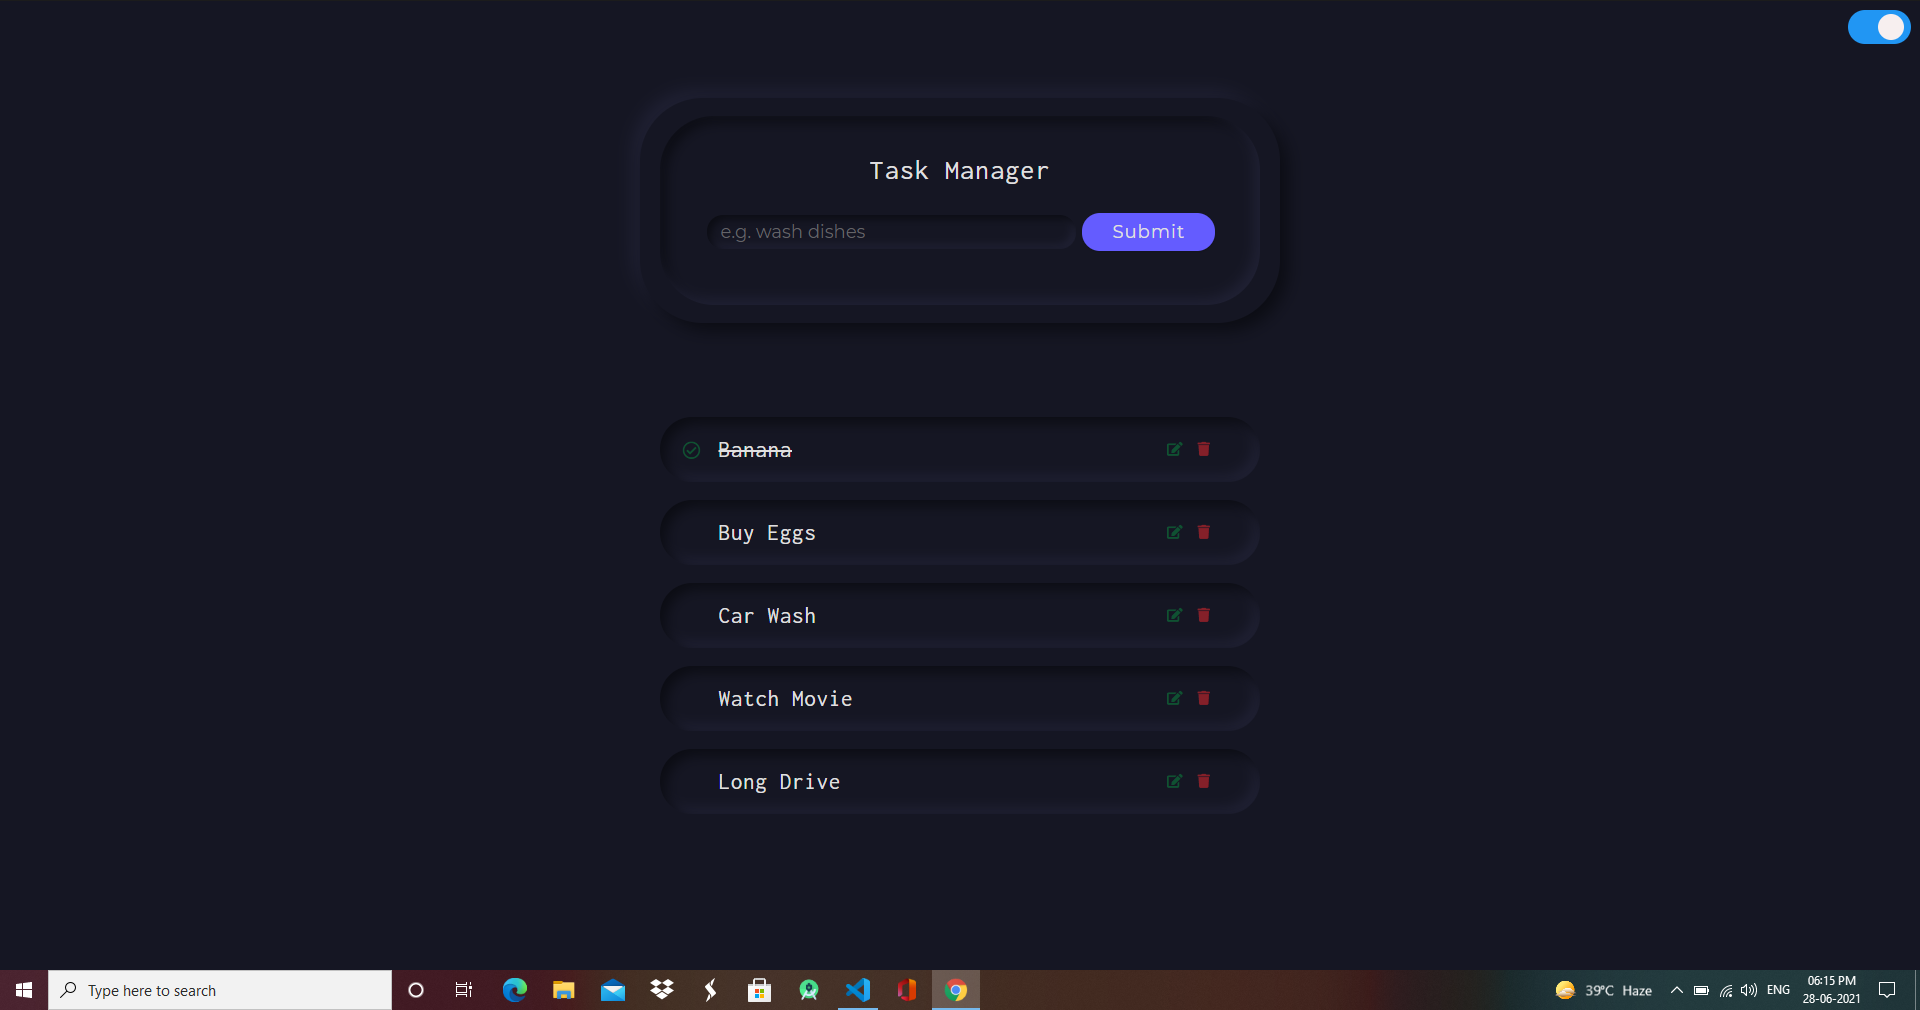 Task Manager
e.g. wash dishes
Submit
Banana
Buy Eggs
Car Wash
Watch Movie
Long Drive
Type here to search
39°C Haze
ENG
06:15 PM
28-06-2021